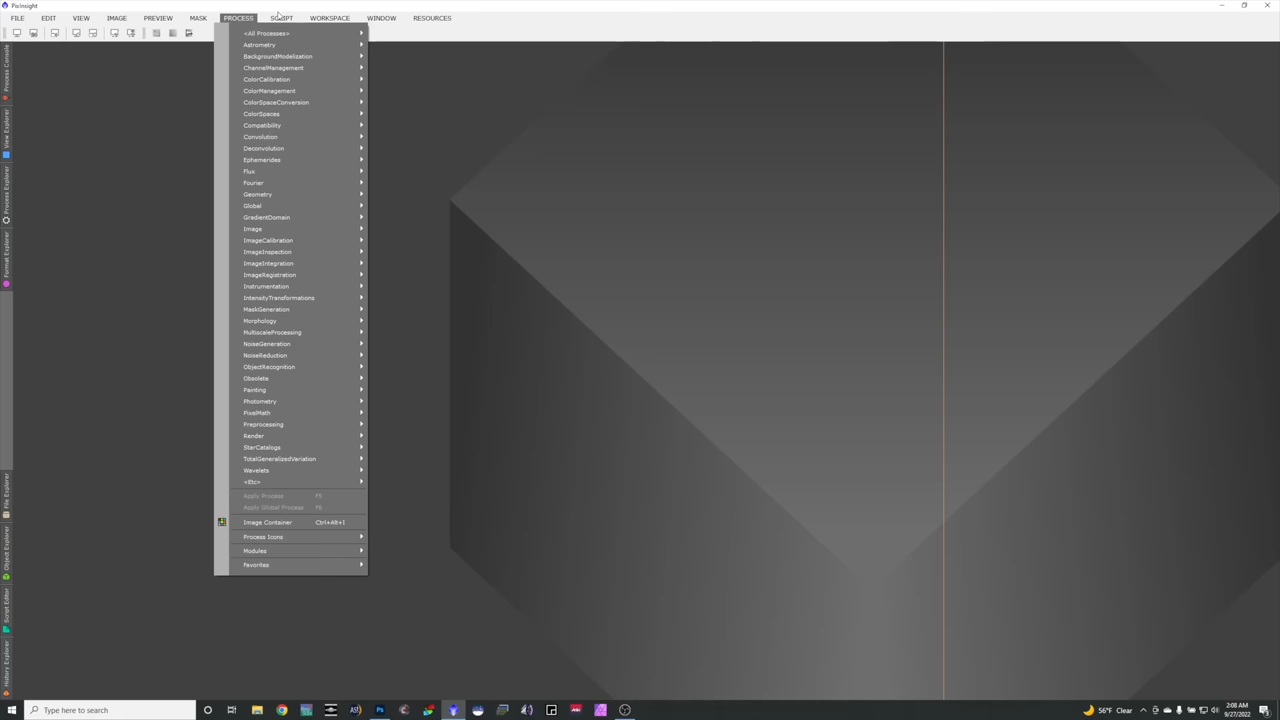 PixInsight
FILE EDIT VIEW IMAGE PREVIEW MASK PROCESS SCRIPT WORKSPACE WINDOW RESOURCES
Process Console
View Explorer
Process Explorer
Format Explorer
File Explorer
Object Explorer
Script Editor
History Explorer
<All Processes>
Astrometry
BackgroundModelization
ChannelManagement
ColorCalibration
ColorManagement
ColorSpaceConversion
ColorSpaces
Compatibility
Convolution
Deconvolution
Ephemerides
Flux
Fourier
Geometry
Global
GradientDomain
Image
ImageCalibration
ImageInspection
ImageIntegration
ImageRegistration
Instrumentation
IntensityTransformations
MaskGeneration
Morphology
MultiscaleProcessing
NoiseGeneration
NoiseReduction
ObjectRecognition
Obsolete
Painting
Photometry
PixelMath
Preprocessing
Render
StarCatalogs
TotalGeneralizedVariation
Wavelets
<Etc>
Apply Process F5
Apply Global Process F6
Image Container Ctrl+Alt+I
Process Icons
Modules
Favorites
Type here to search
Ps
56°F Clear
2:08 AM
9/27/2022
3